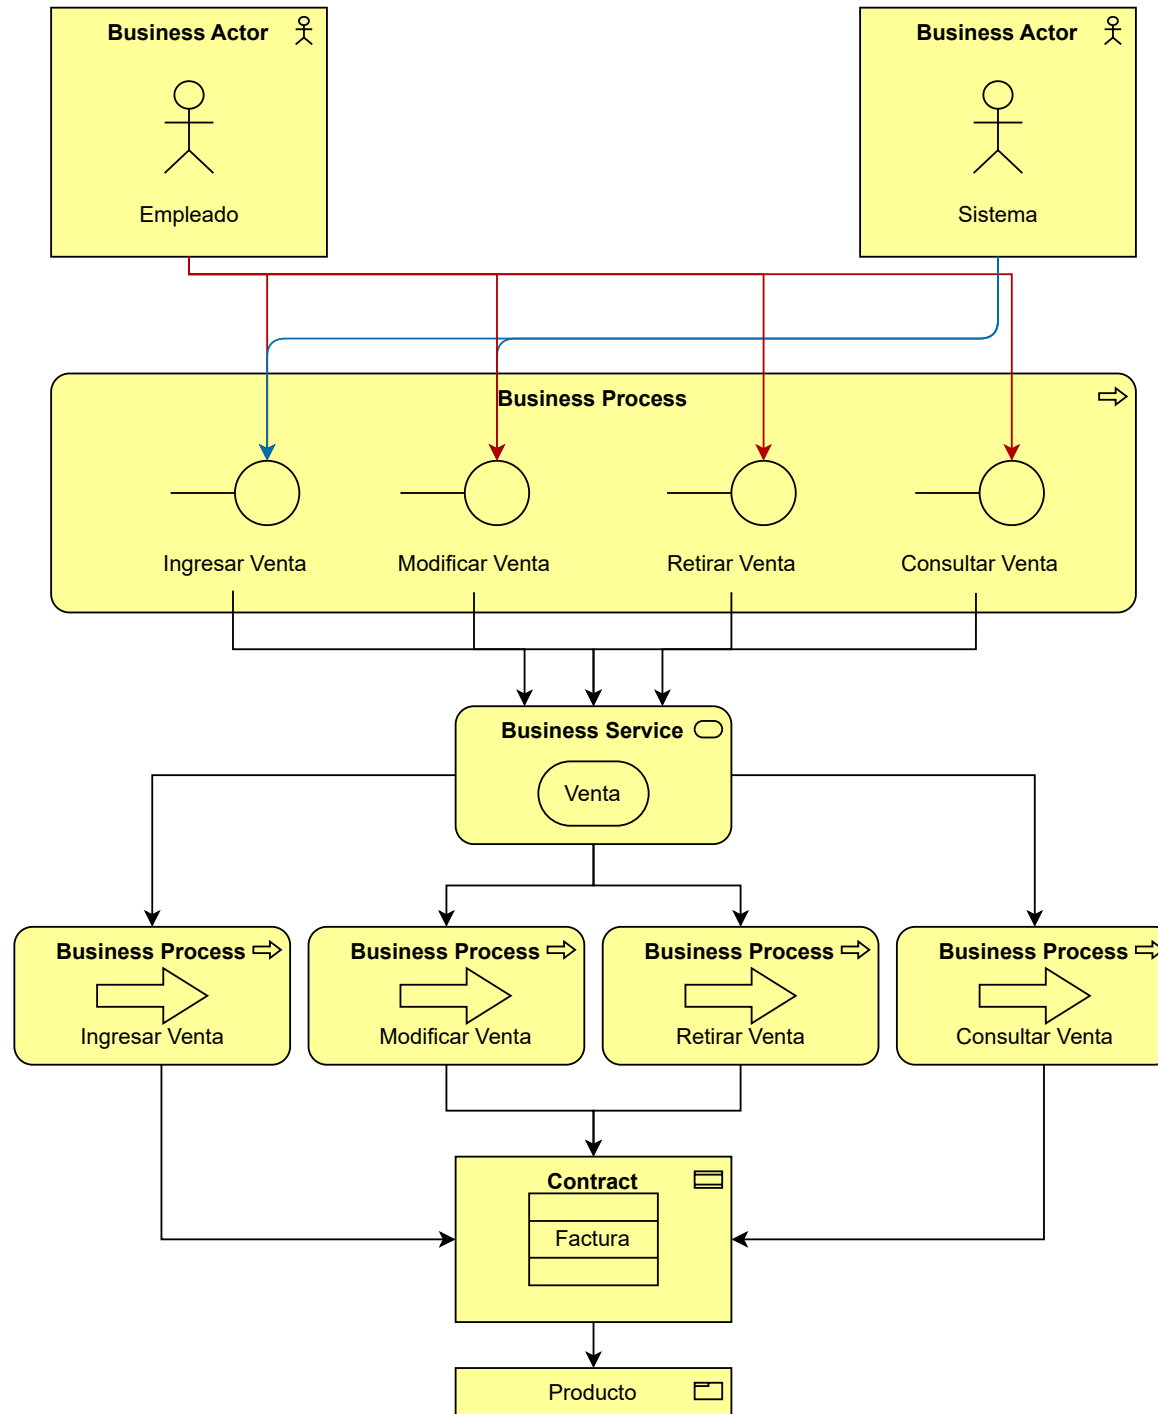 Business Actor
Empleado
Business Actor
Sistema
Business Process
Ingresar Venta
Modificar Venta
Retirar Venta
Consultar Venta
Business Service
Venta
Business Process
Ingresar Venta
Business Process
Modificar Venta
Business Process
Retirar Venta
Business Process
Consultar Venta
Contract
Factura
Producto